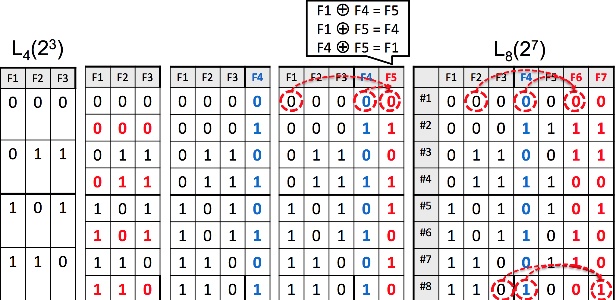 F1 ⊕ F4 = F5
F1 ⊕ F5 = F4
F4 ⊕ F5 = F1
L4(2³)
L8(2⁷)
F1 F2 F3
0 0 0
0 1 1
1 0 1
1 1 0
F1 F2 F3
0 0 0
0 0 0
0 1 1
0 1 1
1 0 1
1 0 1
1 1 0
1 1 0
F1 F2 F3 F4
0 0 0 0
0 0 0 1
0 1 1 0
0 1 1 1
1 0 1 0
1 0 1 1
1 1 0 0
1 1 0 1
F1 F2 F3 F4 F5
0 0 0 0 0
0 0 0 1 1
0 1 1 0 0
0 1 1 1 1
1 0 1 0 1
1 0 1 1 0
1 1 0 0 1
1 1 0 1 0
F1 F2 F3 F4 F5 F6 F7
#1 0 0 0 0 0 0 0
#2 0 0 0 1 1 1 1
#3 0 1 1 0 0 1 1
#4 0 1 1 1 1 0 0
#5 1 0 1 0 1 0 1
#6 1 0 1 1 0 1 0
#7 1 1 0 0 1 1 0
#8 1 1 0 1 0 0 1